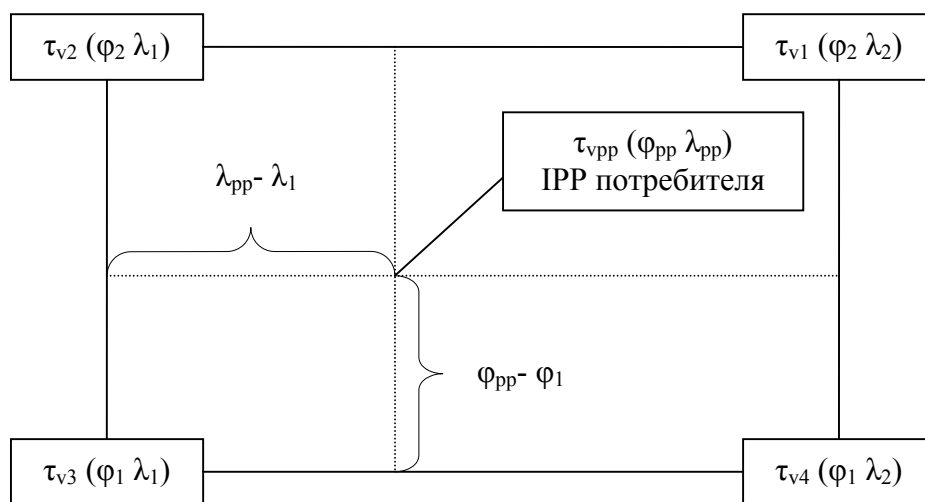 τv2 (φ2 λ1)
τv1 (φ2 λ2)
τvpp (φpp λpp)
IPP потребителя
λpp- λ1
φpp- φ1
τv3 (φ1 λ1)
τv4 (φ1 λ2)